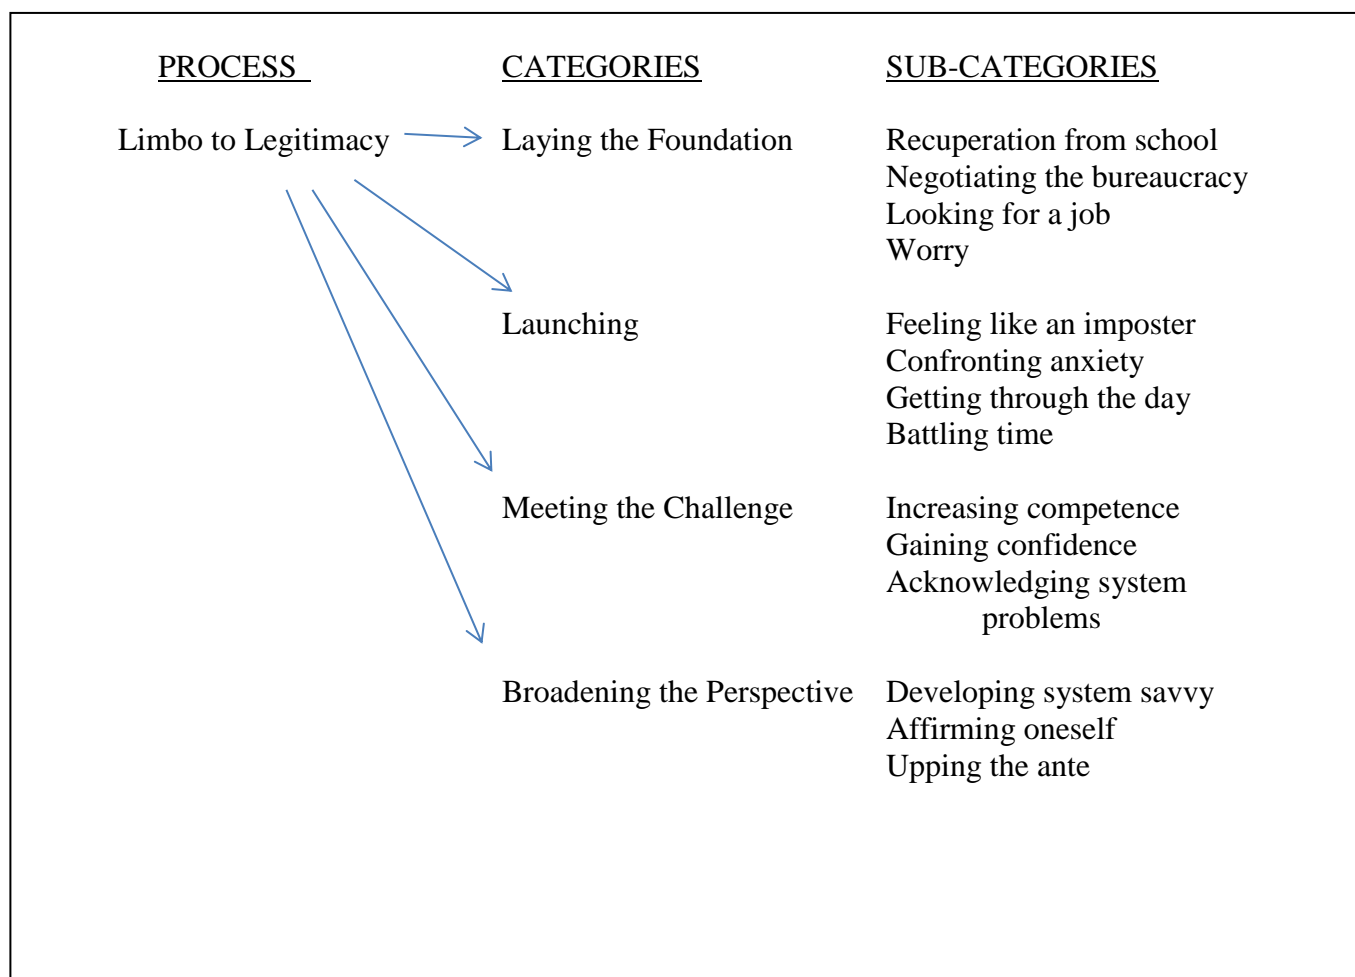 PROCESS CATEGORIES SUB-CATEGORIES
Limbo to Legitimacy Laying the Foundation Recuperation from school
Negotiating the bureaucracy
Looking for a job
Worry
Launching Feeling like an imposter
Confronting anxiety
Getting through the day
Battling time
Meeting the Challenge Increasing competence
Gaining confidence
Acknowledging system
problems
Broadening the Perspective Developing system savvy
Affirming oneself
Upping the ante